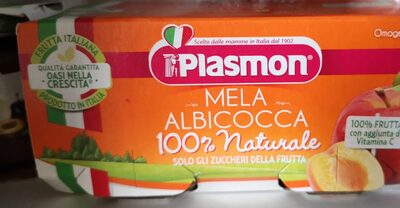 Scelto dalle mamme in Italia dal 1902
Omoge
Plasmon
FRUTTA ITALIANA
QUALITÀ GARANTITA
OASI NELLA
CRESCITA
PRODOTTO IN ITALIA
MELA
ALBICOCCA
100% Naturale
SOLO GLI ZUCCHERI DELLA FRUTTA
100% FRUTTA
con aggiunta di
Vitamina C